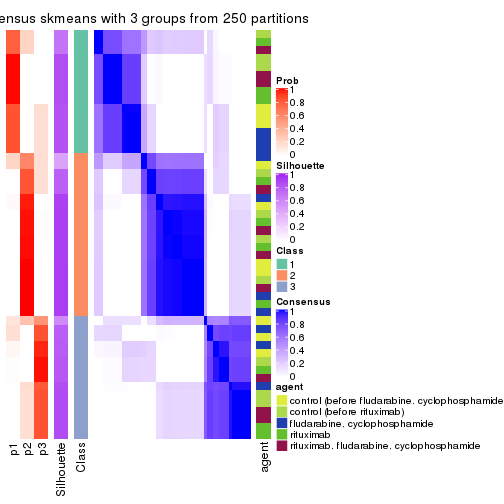 ensus skmeans with 3 groups from 250 partitions
Prob
1
0.8
0.6
0.4
0.2
0
Silhouette
1
0.8
0.6
0.4
0.2
0
Class
1
2
3
Consensus
1
0.8
0.6
0.4
0.2
0
agent
control (before fludarabine. cyclophosphamide
control (before rituximab)
fludarabine. cyclophosphamide
rituximab
rituximab. fludarabine. cyclophosphamide
p1
p2
p3
Silhouette
Class
agent